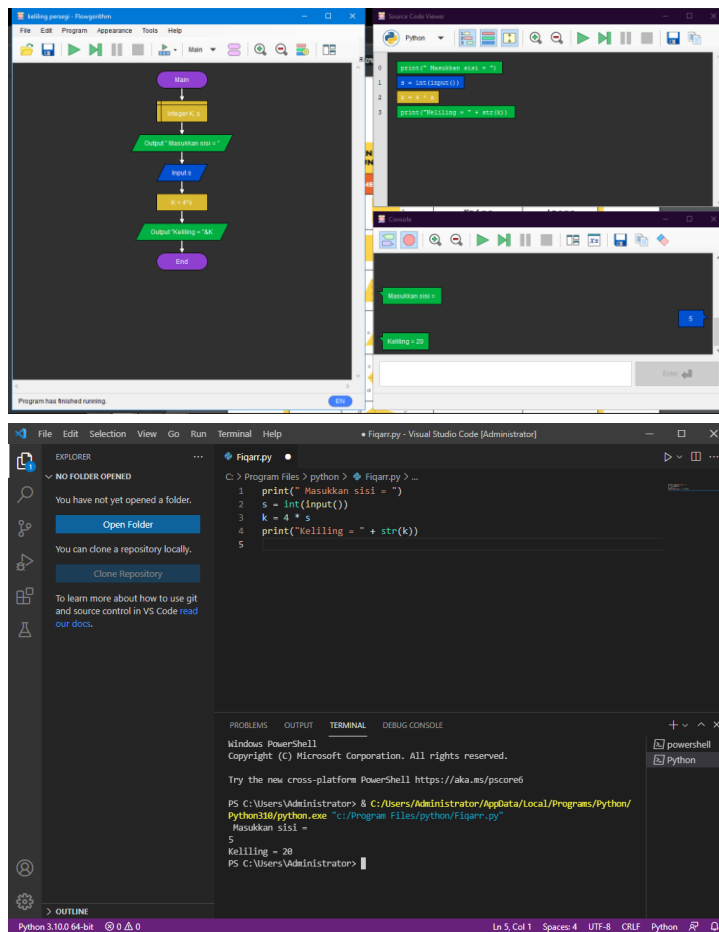 keliling persegi - Flowgorithm
File Edit Program Appearance Tools Help
Main
Main
Integer K, s
Output " Masukkan sisi = "
Input s
K = 4*s
Output "Keliling = "&K
End
Program has finished running.
EN
Source Code Viewer
Python
0 print(" Masukkan sisi = ")
1 s = int(input())
2
3 print("Keliling = " + str(k))
Console
Masukkan sisi =
5
Keliling = 20
Enter
File Edit Selection View Go Run Terminal Help
● Fiqarr.py - Visual Studio Code [Administrator]
EXPLORER
NO FOLDER OPENED
You have not yet opened a folder.
Open Folder
You can clone a repository locally.
Clone Repository
To learn more about how to use git
and source control in VS Code read
our docs.
OUTLINE
1
Fiqarr.py ●
C: > Program Files > python > Fiqarr.py > ...
1 print(" Masukkan sisi = ")
2 s = int(input())
3 k = 4 * s
4 print("Keliling = " + str(k))
5
PROBLEMS OUTPUT TERMINAL DEBUG CONSOLE
Windows PowerShell
Copyright (C) Microsoft Corporation. All rights reserved.
Try the new cross-platform PowerShell https://aka.ms/pscore6
PS C:\Users\Administrator> & C:/Users/Administrator/AppData/Local/Programs/Python/
Python310/python.exe "c:/Program Files/python/Fiqarr.py"
Masukkan sisi =
5
Keliling = 20
PS C:\Users\Administrator>
powershell
Python
Python 3.10.0 64-bit 0 0
Ln 5, Col 1 Spaces: 4 UTF-8 CRLF Python